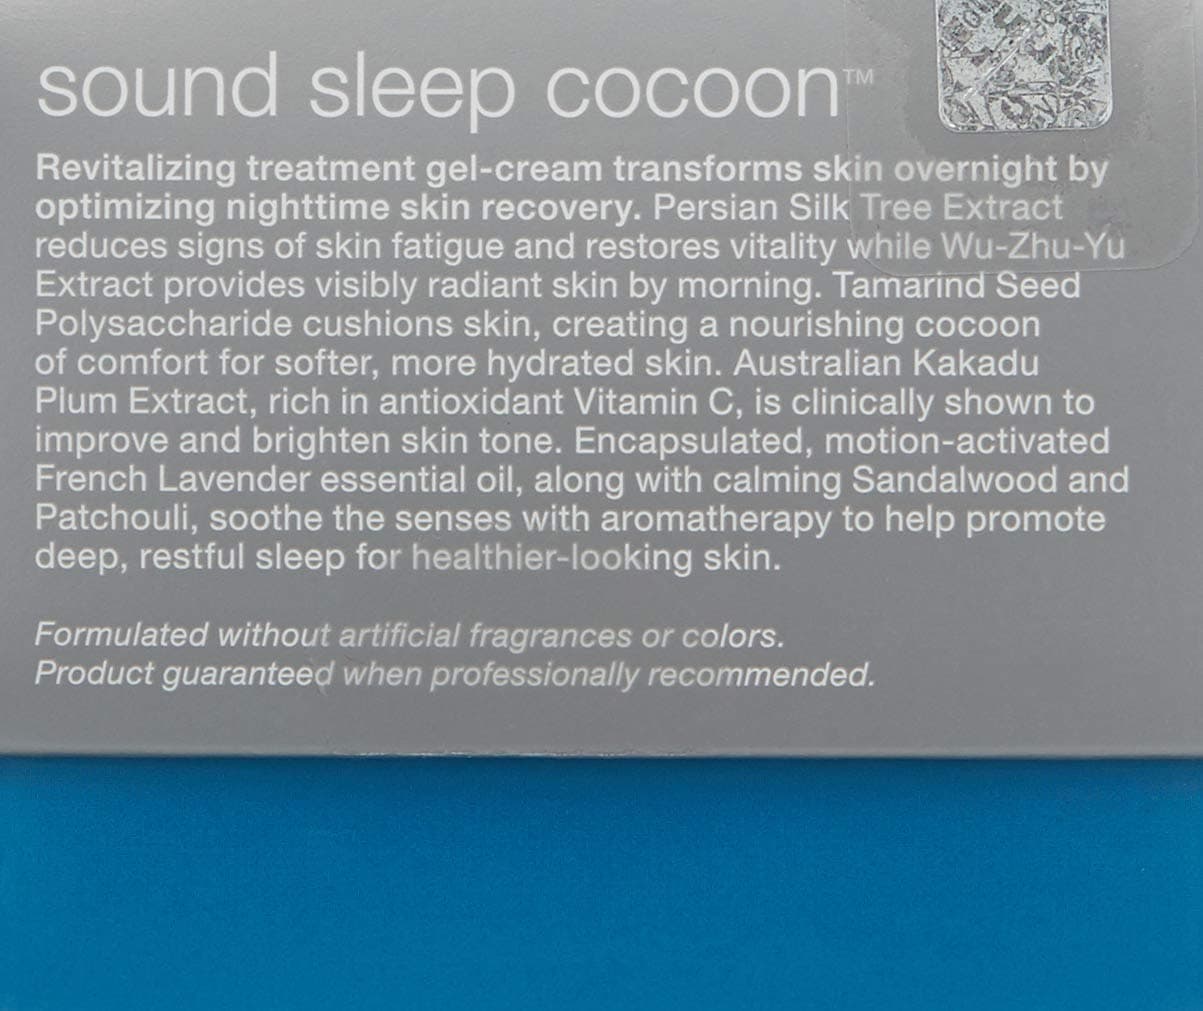 sound sleep cocoon™
Revitalizing treatment gel-cream transforms skin overnight by
optimizing nighttime skin recovery. Persian Silk Tree Extract
reduces signs of skin fatigue and restores vitality while Wu-Zhu-Yu
Extract provides visibly radiant skin by morning. Tamarind Seed
Polysaccharide cushions skin, creating a nourishing cocoon
of comfort for softer, more hydrated skin. Australian Kakadu
Plum Extract, rich in antioxidant Vitamin C, is clinically shown to
improve and brighten skin tone. Encapsulated, motion-activated
French Lavender essential oil, along with calming Sandalwood and
Patchouli, soothe the senses with aromatherapy to help promote
deep, restful sleep for healthier-looking skin.
Formulated without artificial fragrances or colors.
Product guaranteed when professionally recommended.